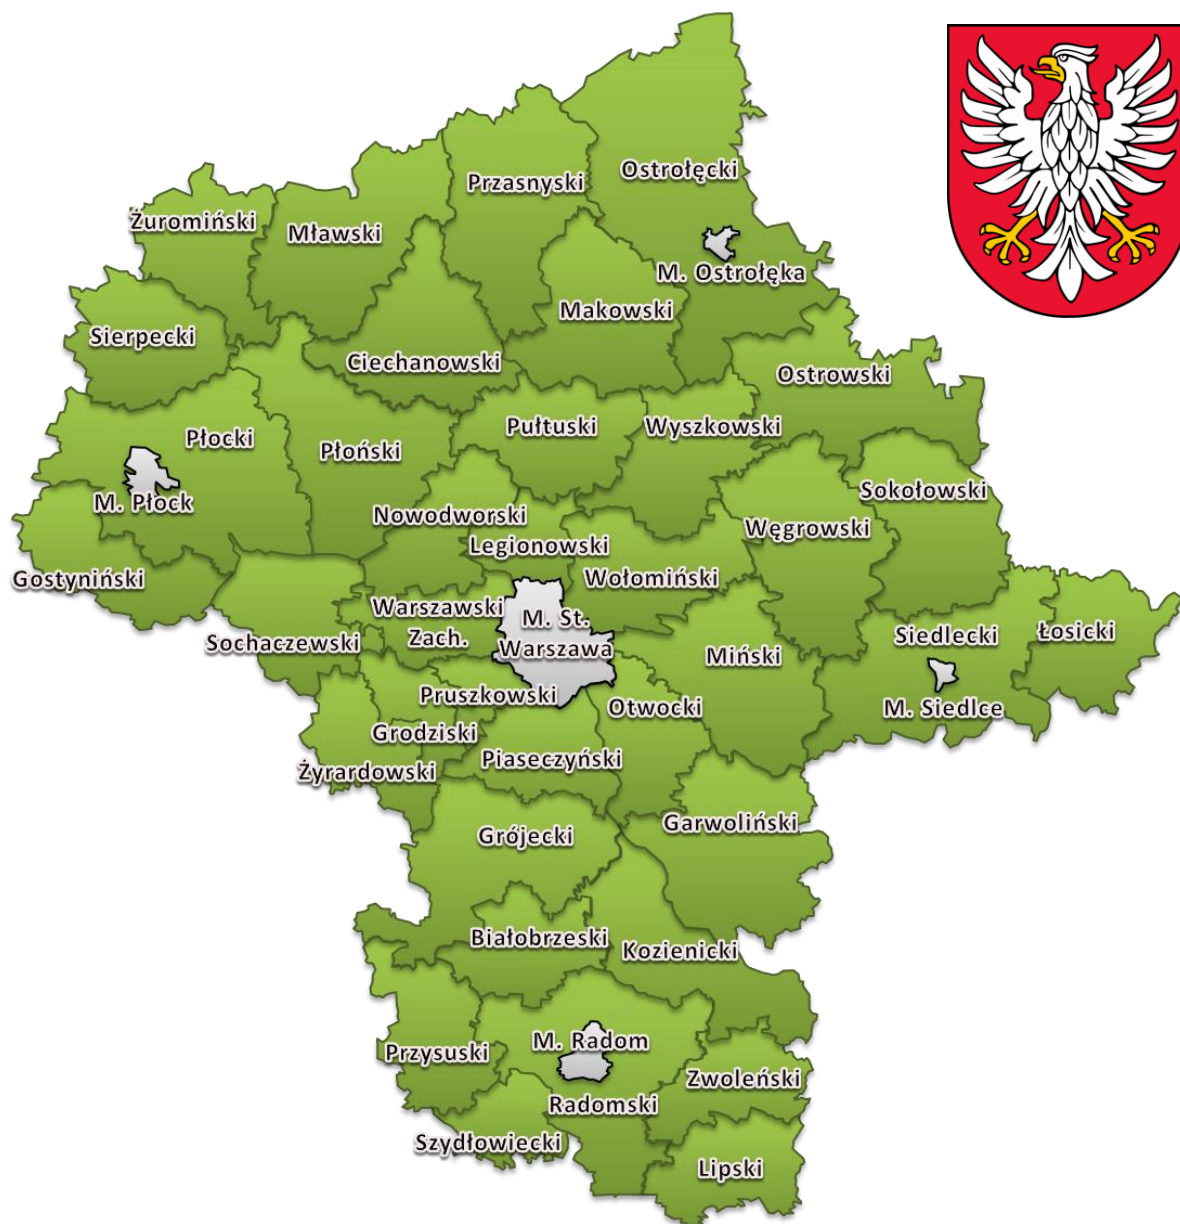 Ostrołęcki
Przasnyski
Żuromiński
Mławski
M. Ostrołęka
Makowski
Sierpecki
Ciechanowski
Ostrowski
Płocki
Płoński
Pułtuski
Wyszkowski
Sokołowski
M. Płock
Nowodworski
Węgrowski
Legionowski
Gostyniński
Wołomiński
Warszawski
Zach.
M. St.
Warszawa
Sochaczewski
Miński
Siedlecki
Łosicki
Pruszkowski
Otwocki
M. Siedlce
Grodziski
Piaseczyński
Żyrardowski
Garwoliński
Grójecki
Białobrzeski
Kozienicki
M. Radom
Przysuski
Zwoleński
Radomski
Szydłowiecki
Lipski